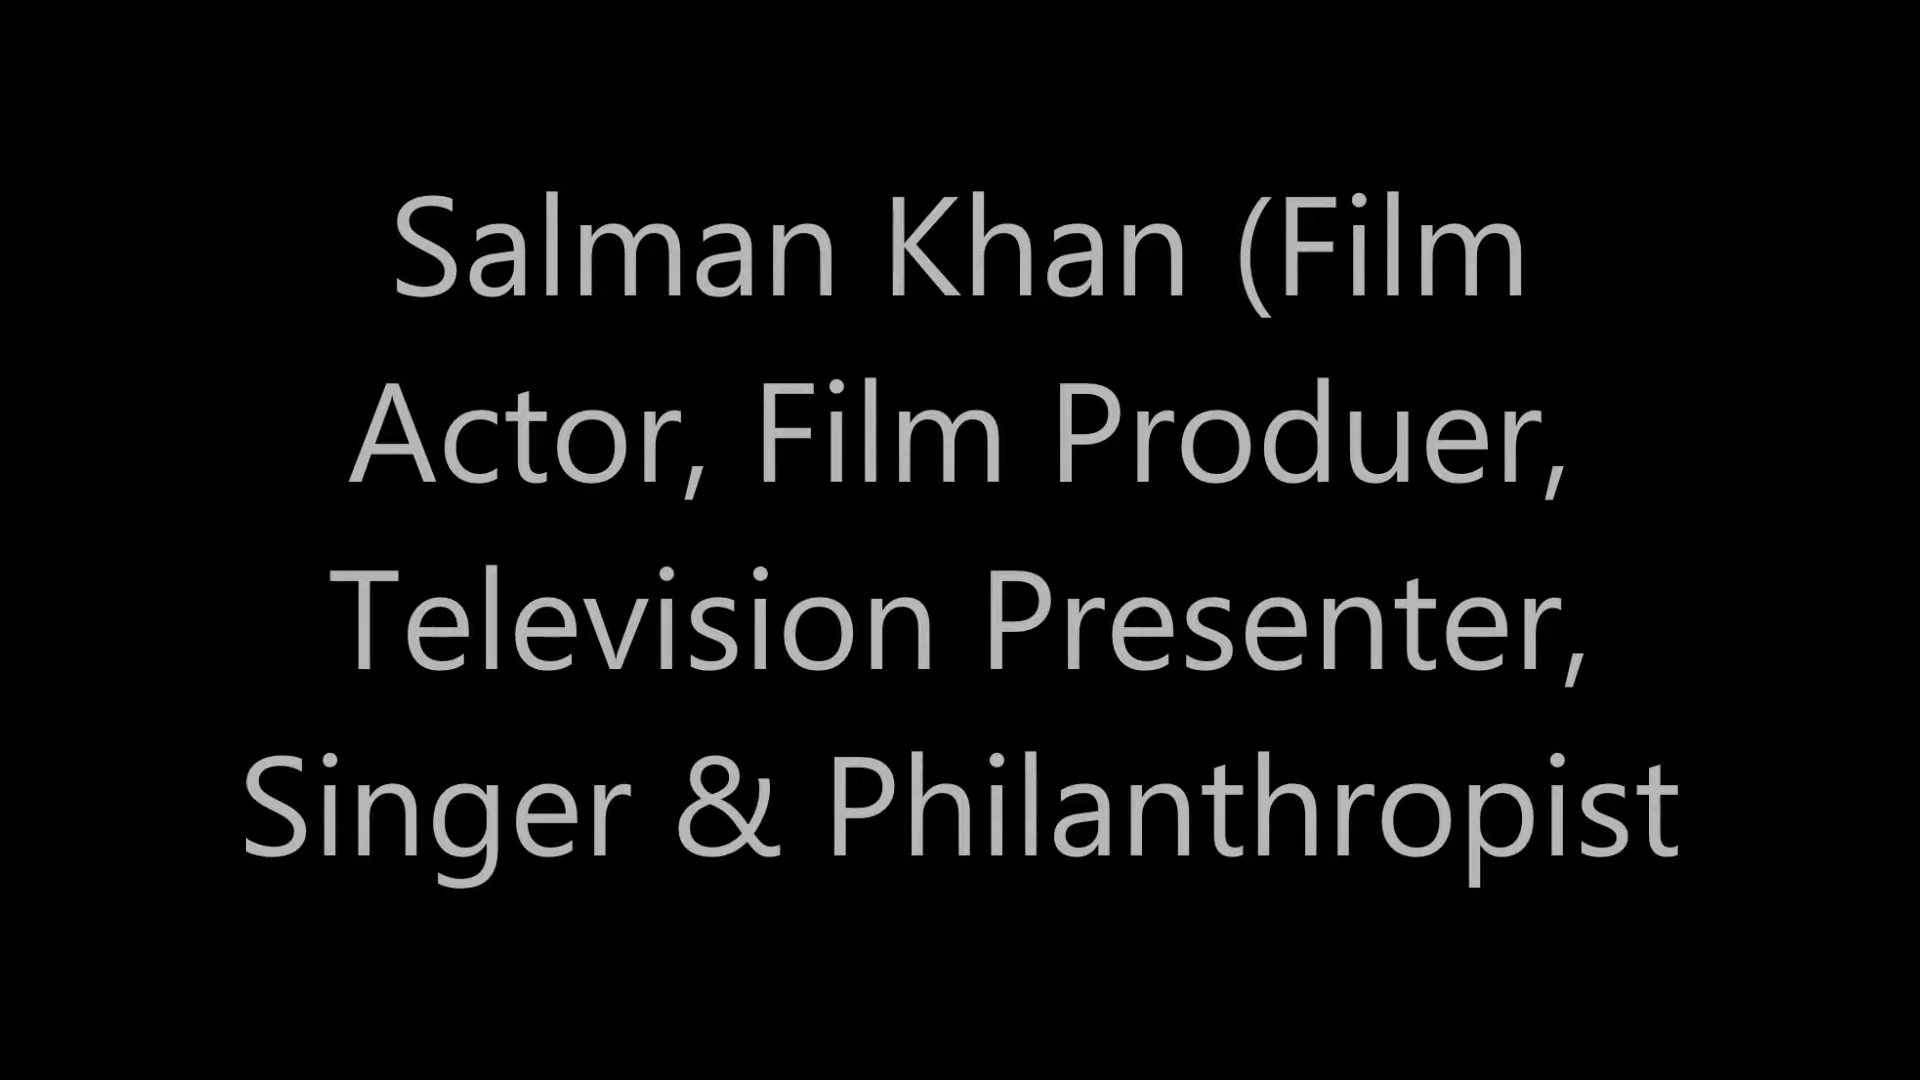 Salman Khan (Film
Actor, Film Produer,
Television Presenter,
Singer & Philanthropist